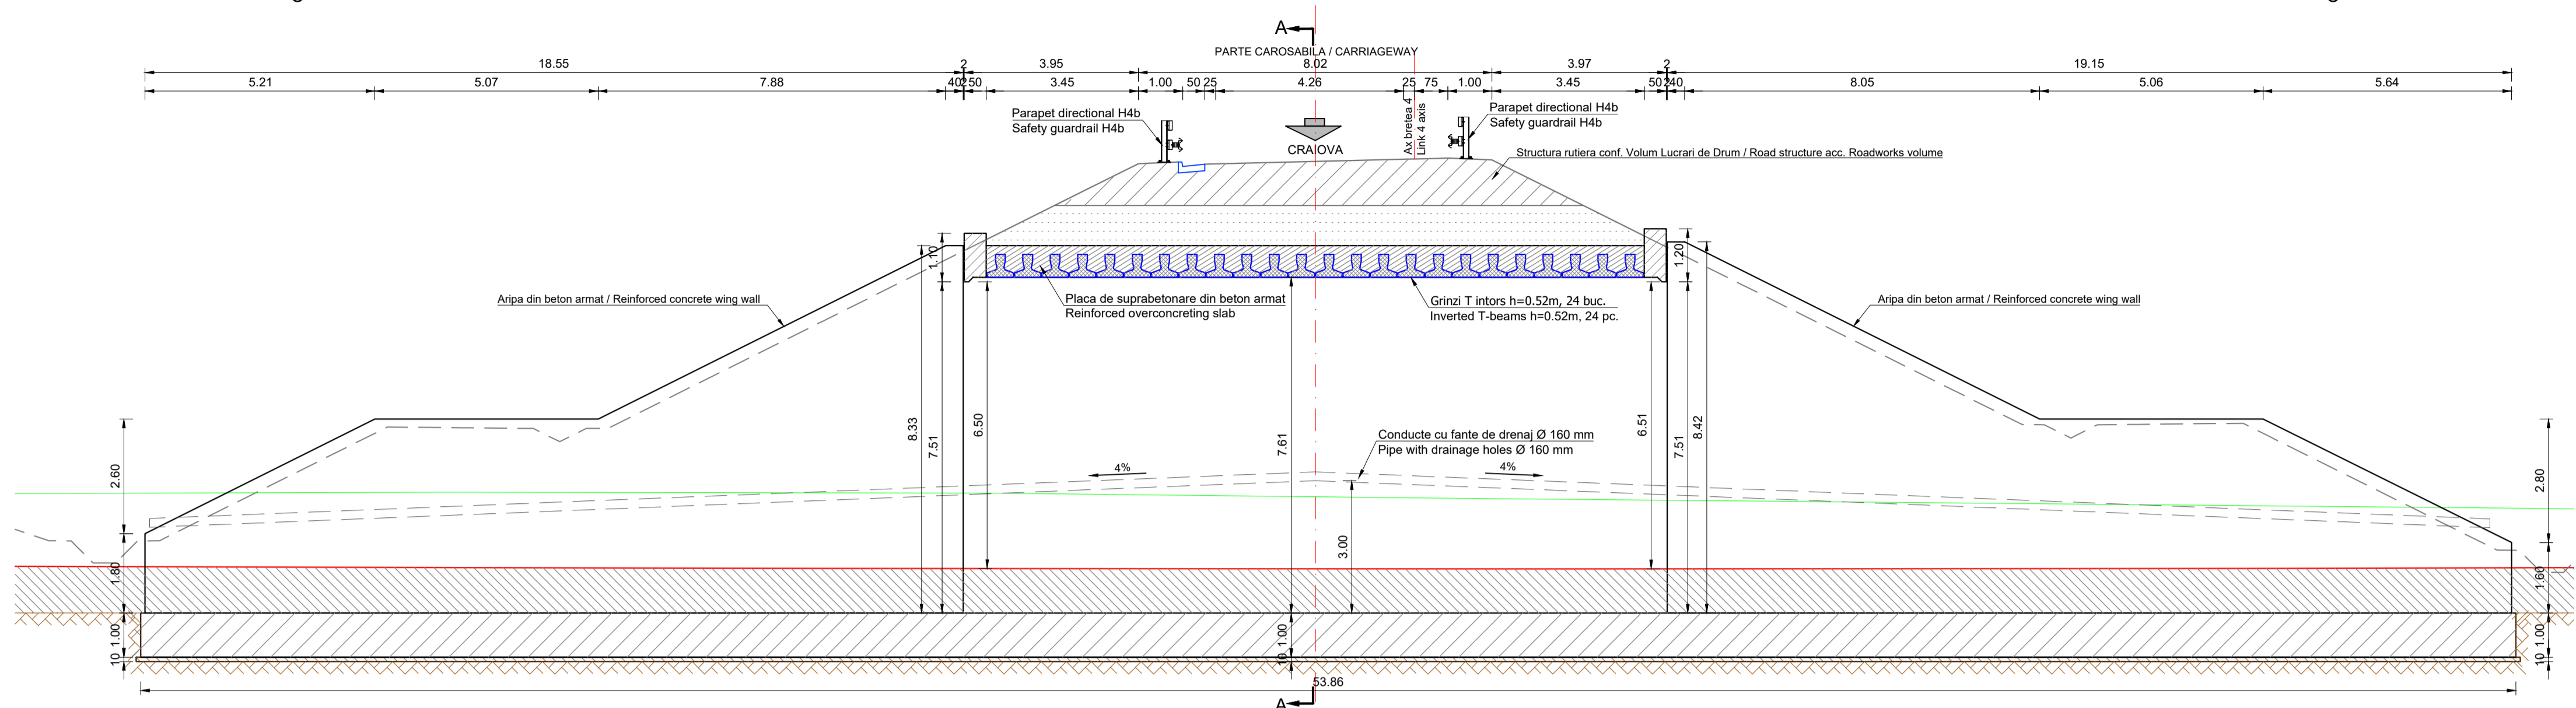 A
PARTE CAROSABILA / CARRIAGEWAY
18.55
2
3.95
8.02
3.97
2
19.15
5.21
5.07
7.88
40
2
50
3.45
1.00
50
25
4.26
25
75
1.00
3.45
50
2
40
8.05
5.06
5.64
Parapet directional H4b
Safety guardrail H4b
CRAIOVA
Ax bretea 4
Link 4 axis
Parapet directional H4b
Safety guardrail H4b
Structura rutiera conf. Volum Lucrari de Drum / Road structure acc. Roadworks volume
1.10
1.20
Aripa din beton armat / Reinforced concrete wing wall
Placa de suprabetonare din beton armat
Reinforced overconcreting slab
Grinzi T intors h=0.52m, 24 buc.
Inverted T-beams h=0.52m, 24 pc.
Aripa din beton armat / Reinforced concrete wing wall
8.33
7.51
6.50
7.61
6.51
7.51
8.42
Conducte cu fante de drenaj Ø 160 mm
Pipe with drainage holes Ø 160 mm
4%
4%
2.60
2.80
3.00
1.80
1.60
1.00
1.00
1.00
10
10
10
53.86
A